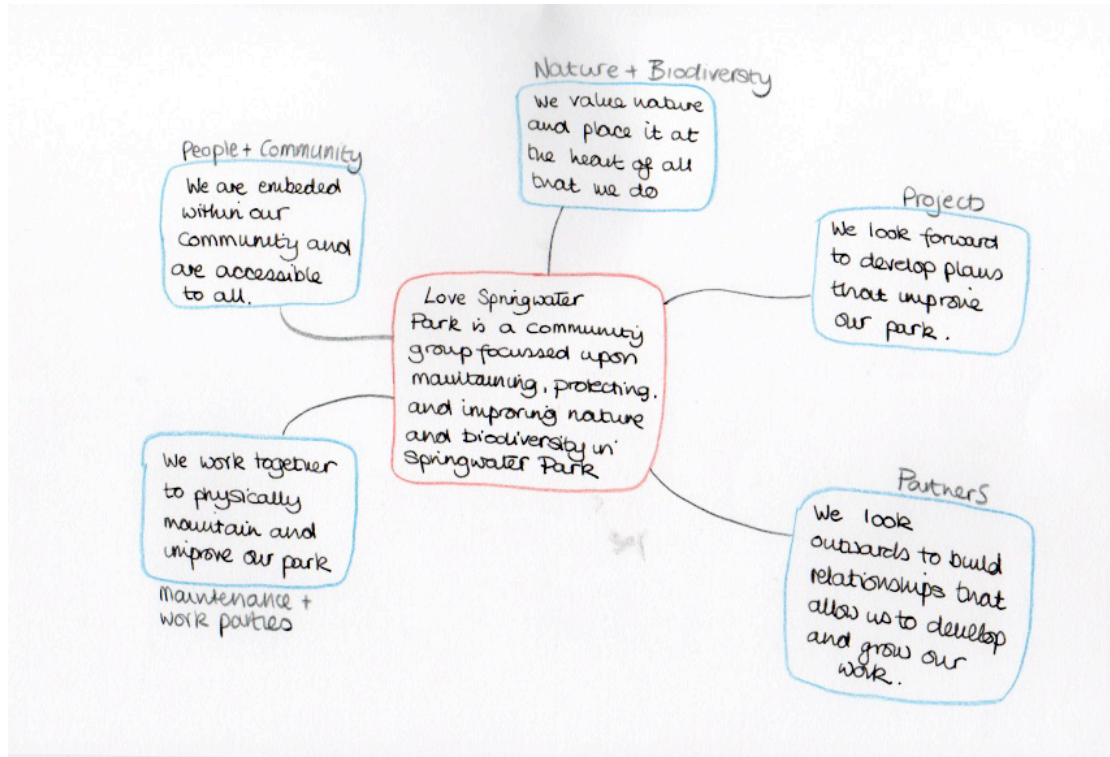 Nature + Biodiversty
We value nature
and place it at
the heart of all
that we do
People + Community
We are embeded
within our
community and
are accessible
to all.
Projects
We look forward
to develop plans
that improve
our park.
Love Springwater
Park is a community
group focussed upon
maintaining, protecting,
and improving nature
and biodiversity in
Springwater Park
We work together
to physically
maintain and
improve our park
maintenance +
work parties
Partners
We look
outwards to build
relationships that
allow us to develop
and grow our
work.